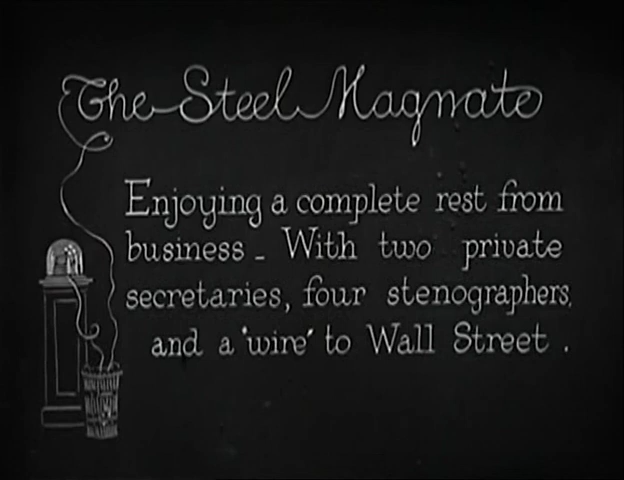 The Steel Magnate
Enjoying a complete rest from
business - With two private
secretaries, four stenographers,
and a 'wire' to Wall Street .